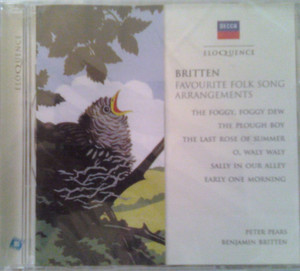 DECCA
ELOQUENCE
ELOQUENCE
BRITTEN
FAVOURITE FOLK SONG
ARRANGEMENTS
THE FOGGY, FOGGY DEW
THE PLOUGH BOY
THE LAST ROSE OF SUMMER
O, WALY WALY
SALLY IN OUR ALLEY
EARLY ONE MORNING
PETER PEARS
BENJAMIN BRITTEN